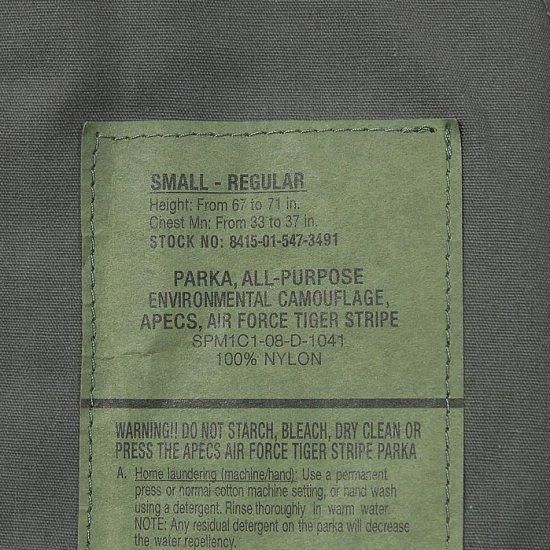 SMALL - REGULAR
Height: From 67 to 71 in.
Chest Mn: From 33 to 37 in.
STOCK NO: 8415-01-547-3491
PARKA, ALL-PURPOSE
ENVIRONMENTAL CAMOUFLAGE,
APECS, AIR FORCE TIGER STRIPE
SPM1C1-08-D-1041
100% NYLON
WARNING!! DO NOT STARCH, BLEACH, DRY CLEAN OR
PRESS THE APECS AIR FORCE TIGER STRIPE PARKA
A. Home laundering (machine/hand): Use a permanent
press or normal cotton machine setting, or hand wash
using a detergent. Rinse thoroughly in warm water.
NOTE: Any residual detergent on the parka will decrease
the water repellency.